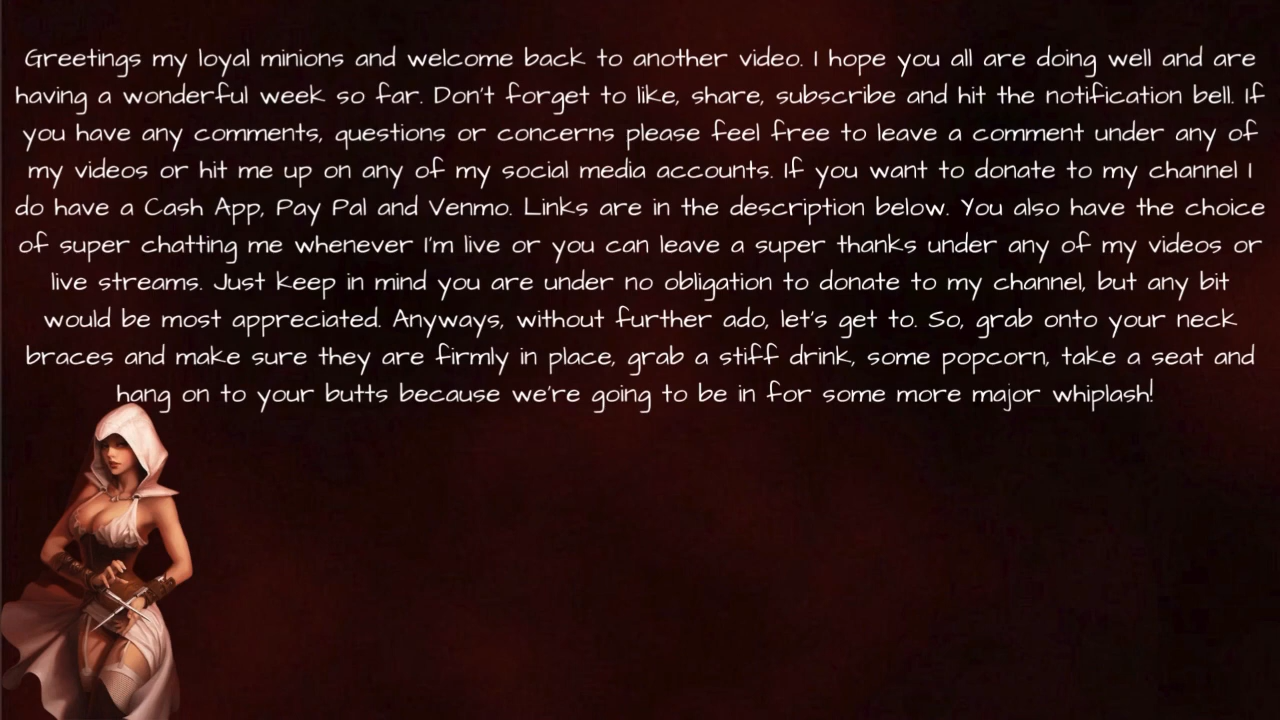 Greetings my loyal minions and welcome back to another video. I hope you all are doing well and are
having a wonderful week so far. Don't forget to like, share, subscribe and hit the notification bell. If
you have any comments, questions or concerns please feel free to leave a comment under any of
my videos or hit me up on any of my social media accounts. If you want to donate to my channel I
do have a Cash App, Pay Pal and Venmo. Links are in the description below. You also have the choice
of super chatting me whenever I'm live or you can leave a super thanks under any of my videos or
live streams. Just keep in mind you are under no obligation to donate to my channel, but any bit
would be most appreciated. Anyways, without further ado, let's get to. So, grab onto your neck
braces and make sure they are firmly in place, grab a stiff drink, some popcorn, take a seat and
hang on to your butts because we're going to be in for some more major whiplash!